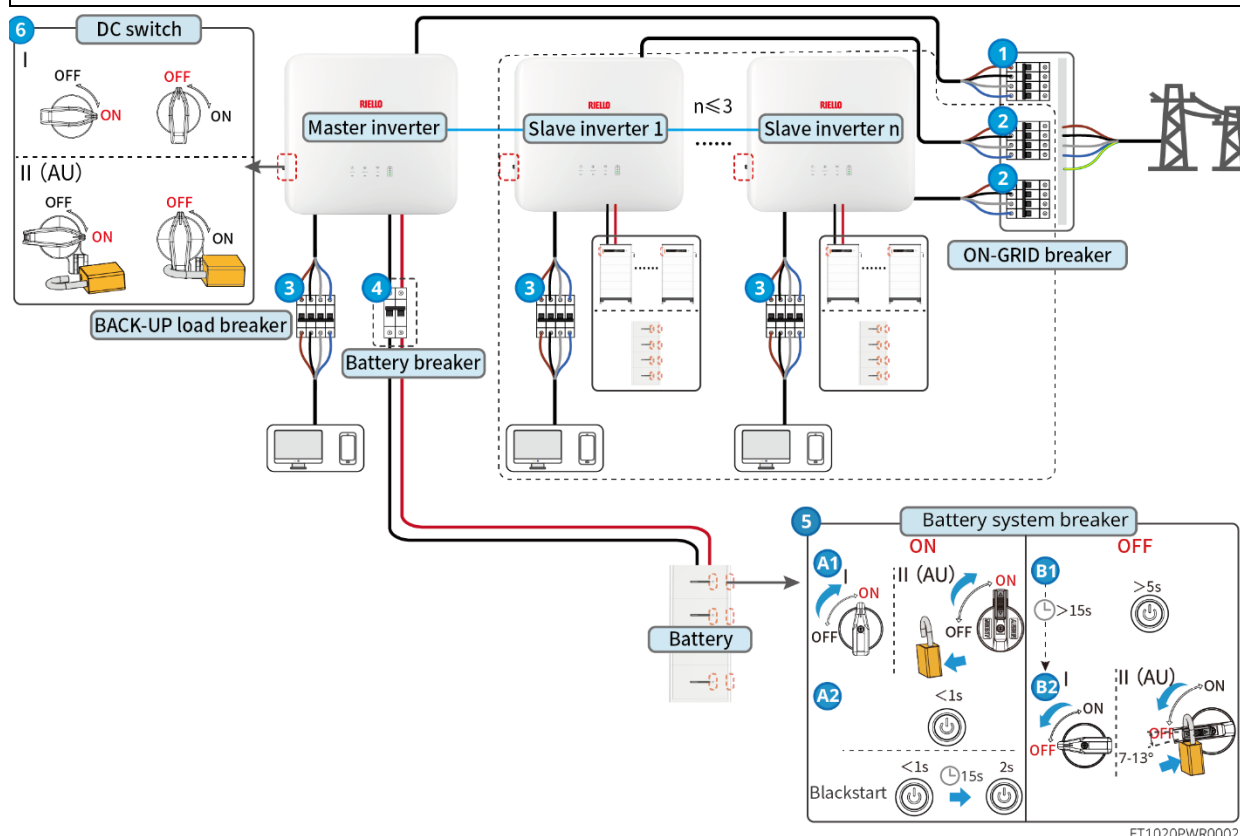 6 DC switch
I
OFF ON
OFF ON
II (AU)
OFF ON
OFF ON
RIELLO
Master inverter
RIELLO
Slave inverter 1
n≤3
......
RIELLO
Slave inverter n
1
2
2
ON-GRID breaker
3
BACK-UP load breaker
4
Battery breaker
3
......
3
......
Battery
5 Battery system breaker
ON
OFF
A1 I
ON
OFF
II (AU)
ON
OFF
A2
<1s
Blackstart
<1s
15s
2s
B1
>5s
>15s
B2 I
ON
OFF
II (AU)
ON
OFF
7-13°
ET1020PWR0002